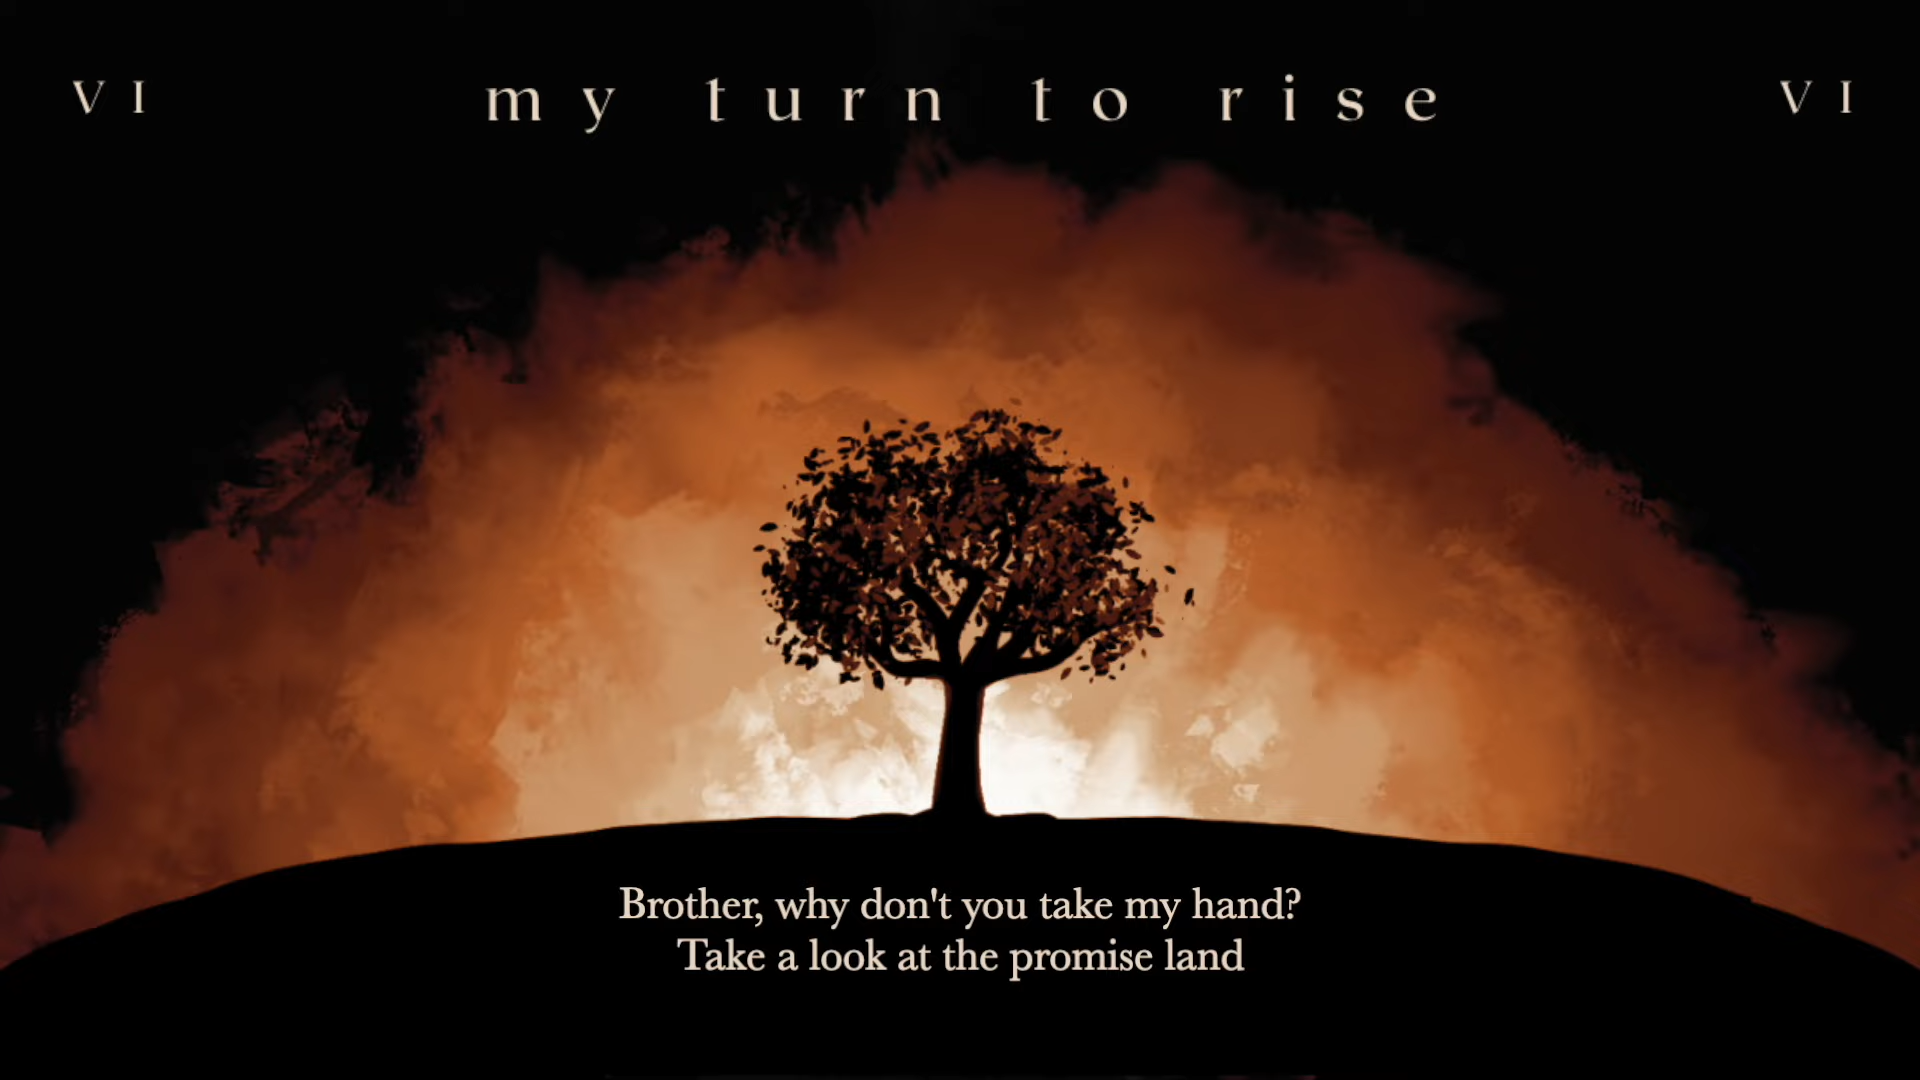 VI my turn to rise VI
Brother, why don't you take my hand?
Take a look at the promise land